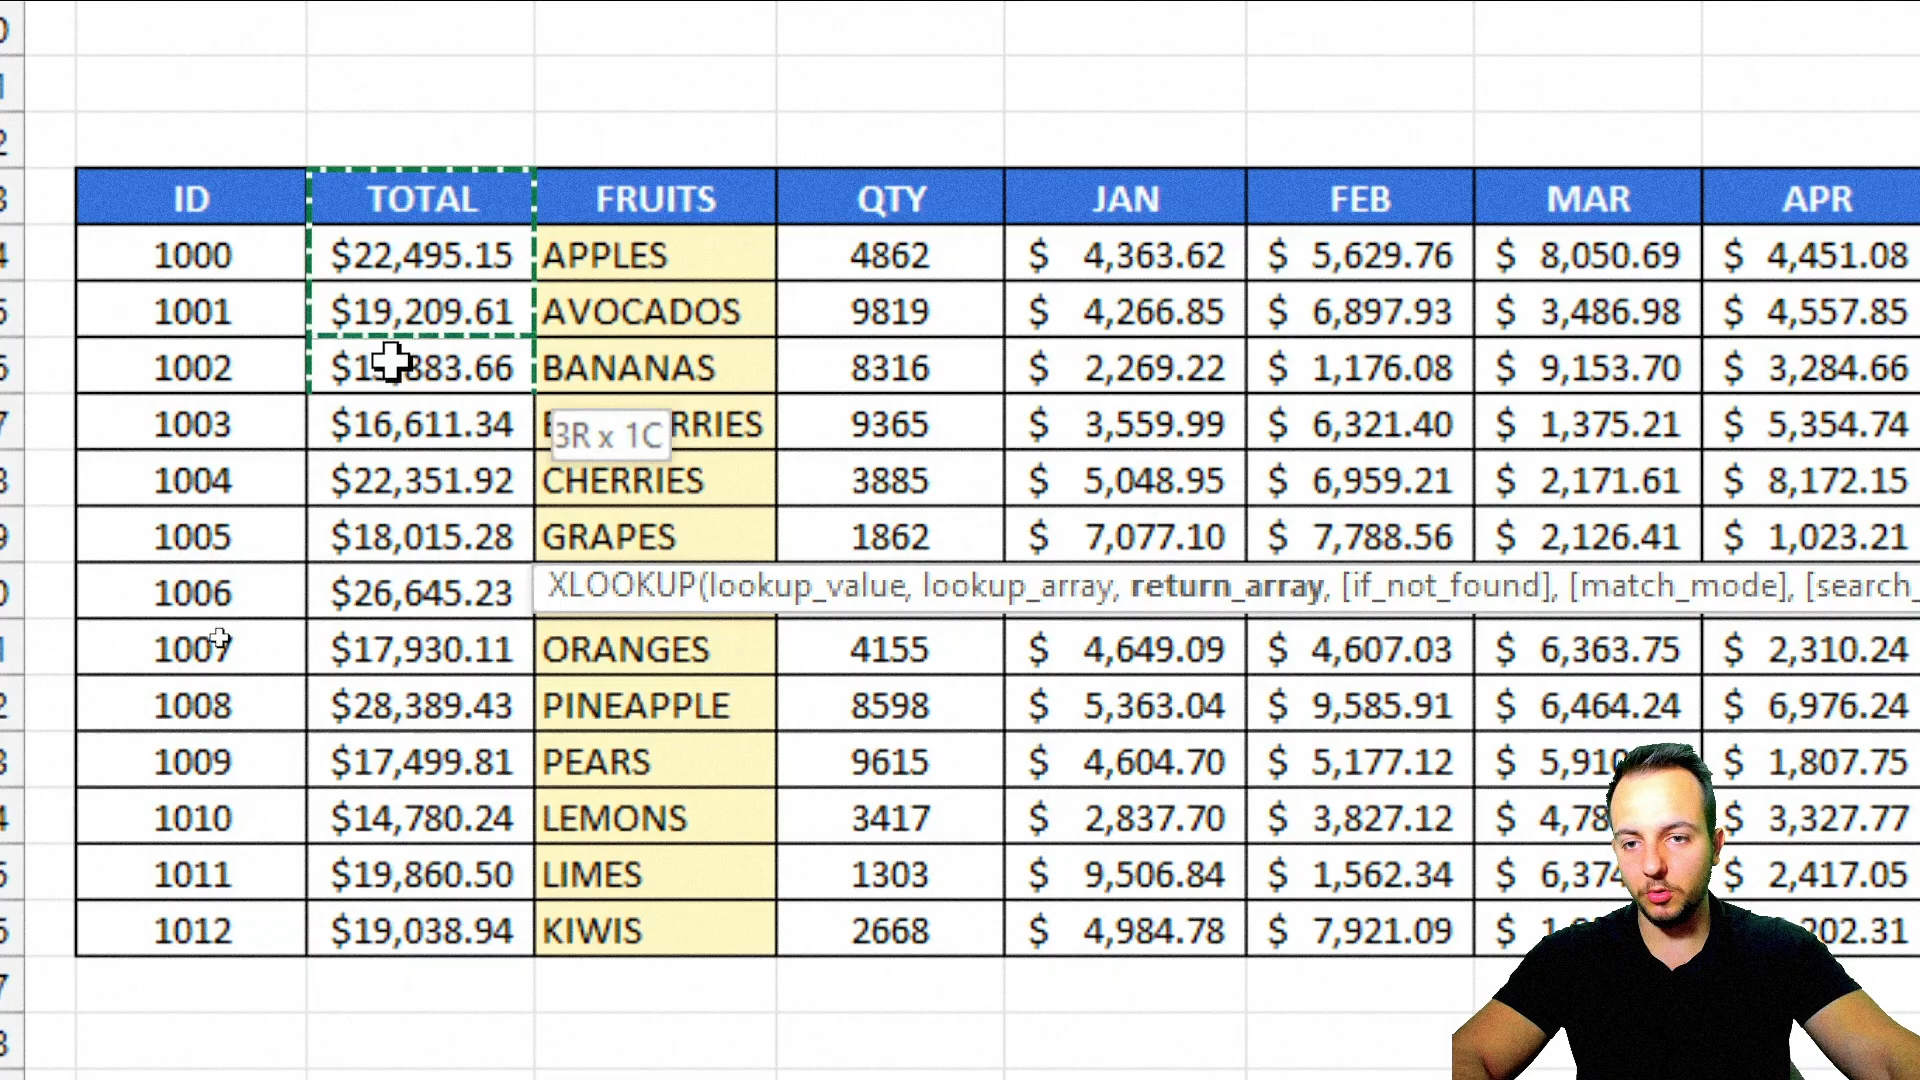 ID TOTAL FRUITS QTY JAN FEB MAR APR
1000 $22,495.15 APPLES 4862 $ 4,363.62 $ 5,629.76 $ 8,050.69 $ 4,451.08
1001 $19,209.61 AVOCADOS 9819 $ 4,266.85 $ 6,897.93 $ 3,486.98 $ 4,557.85
1002 BANANAS 8316 $ 2,269.22 $ 1,176.08 $ 9,153.70 $ 3,284.66
1003 $16,611.34 RRIES 9365 $ 3,559.99 $ 6,321.40 $ 1,375.21 $ 5,354.74
3R x 1C
1004 $22,351.92 CHERRIES 3885 $ 5,048.95 $ 6,959.21 $ 2,171.61 $ 8,172.15
1005 $18,015.28 GRAPES 1862 $ 7,077.10 $ 7,788.56 $ 2,126.41 $ 1,023.21
1006 $26,645.23 XLOOKUP(lookup_value, lookup_array, return_array, [if_not_found], [match_mode], [search_
1007 $17,930.11 ORANGES 4155 $ 4,649.09 $ 4,607.03 $ 6,363.75 $ 2,310.24
1008 $28,389.43 PINEAPPLE 8598 $ 5,363.04 $ 9,585.91 $ 6,464.24 $ 6,976.24
1009 $17,499.81 PEARS 9615 $ 4,604.70 $ 5,177.12 $ 5,910 $ 1,807.75
1010 $14,780.24 LEMONS 3417 $ 2,837.70 $ 3,827.12 $ 4,78 $ 3,327.77
1011 $19,860.50 LIMES 1303 $ 9,506.84 $ 1,562.34 $ 6,374 $ 2,417.05
1012 $19,038.94 KIWIS 2668 $ 4,984.78 $ 7,921.09 $ 202.31